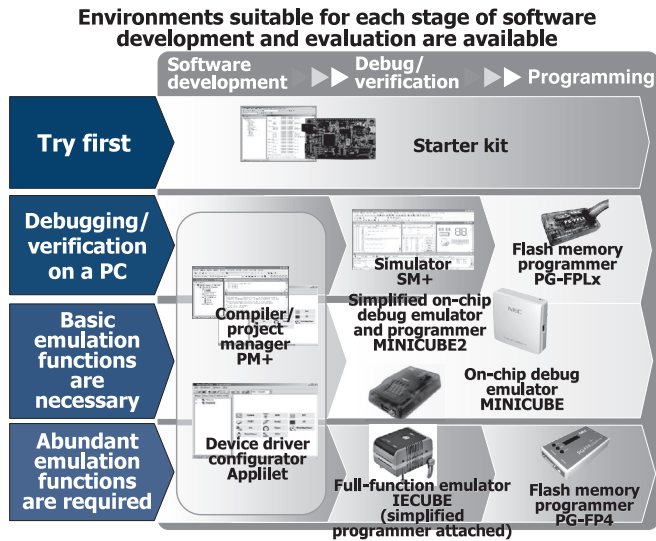 Environments suitable for each stage of software
development and evaluation are available
Software
development
Debug/
verification
Programming
Try first
Starter kit
Debugging/
verification
on a PC
Simulator
SM+
Flash memory
programmer
PG-FPLx
Basic
emulation
functions
are
necessary
Compiler/
project
manager
PM+
Simplified on-chip
debug emulator
and programmer
MINICUBE2
NEC
On-chip debug
emulator
MINICUBE
Abundant
emulation
functions
are required
Device driver
configurator
Applilet
Full-function emulator
IECUBE
(simplified
programmer attached)
Flash memory
programmer
PG-FP4